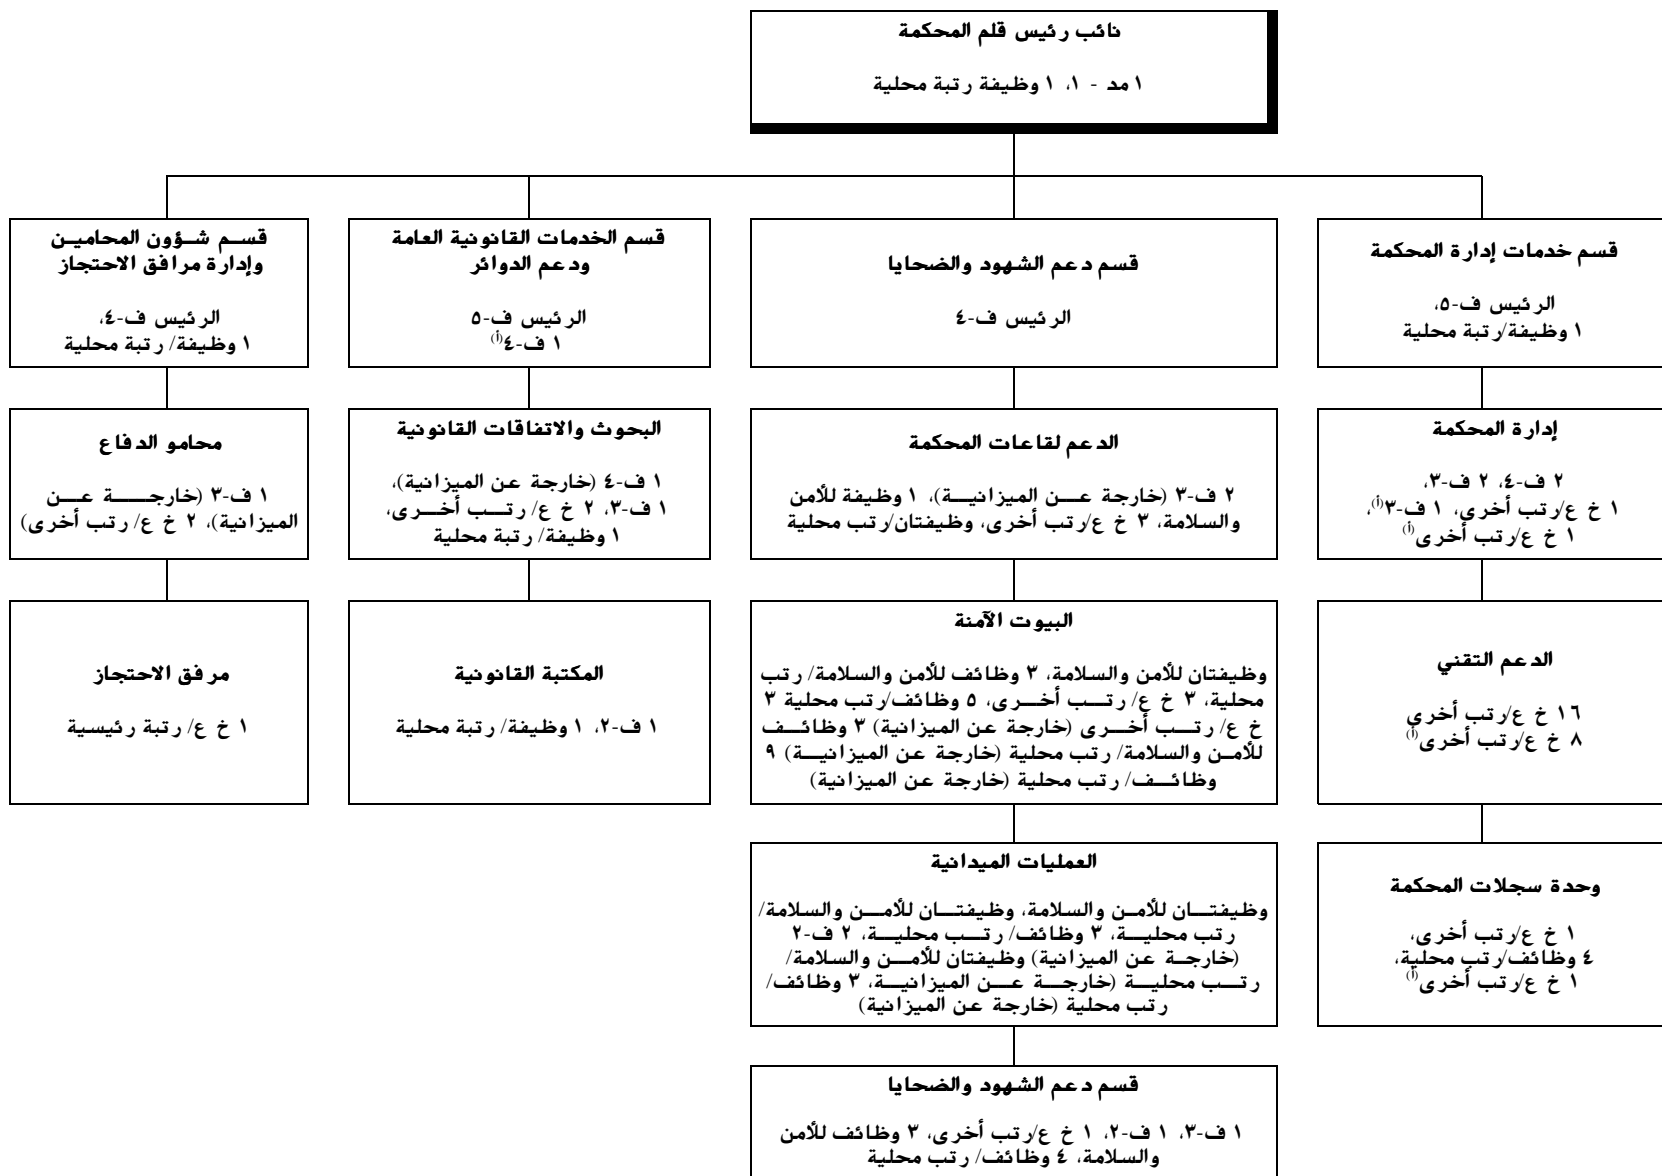 نائب رئيس قلم المحكمة
١ مد - ١، ١ وظيفة رتبة محلية
قسم خدمات إدارة المحكمة
الرئيس ف-٥،
١ وظيفة/رتبة محلية
إدارة المحكمة
٢ ف-٤، ٢ ف-٣،
١ خ ع/رتب أخرى، ١ ف-٣(أ)،
١ خ ع/رتب أخرى(أ)
الدعم التقني
١٦ خ ع/رتب أخرى
٨ خ ع/رتب أخرى(أ)
وحدة سجلات المحكمة
١ خ ع/رتب أخرى،
٤ وظائف/رتب محلية،
١ خ ع/رتب أخرى(أ)
قسم دعم الشهود والضحايا
الرئيس ف-٤
الدعم لقاعات المحكمة
٢ ف-٣ (خارجة عن الميزانية)، ١ وظيفة للأمن
والسلامة، ٣ خ ع/رتب أخرى، وظيفتان/رتب محلية
البيوت الآمنة
وظيفتان للأمن والسلامة، ٣ وظائف للأمن والسلامة/ رتب
محلية، ٣ خ ع/ رتب أخرى، ٥ وظائف/رتب محلية ٣
خ ع/ رتب أخرى (خارجة عن الميزانية) ٣ وظائف
للأمن والسلامة/ رتب محلية (خارجة عن الميزانية) ٩
وظائف/ رتب محلية (خارجة عن الميزانية)
العمليات الميدانية
وظيفتان للأمن والسلامة، وظيفتان للأمن والسلامة/
رتب محلية، ٣ وظائف/ رتب محلية، ٢ ف-٢
(خارجة عن الميزانية) وظيفتان للأمن والسلامة/
رتب محلية (خارجة عن الميزانية، ٣ وظائف/
رتب محلية (خارجة عن الميزانية)
قسم دعم الشهود والضحايا
١ ف-٣، ١ ف-٢، ١ خ ع/رتب أخرى، ٣ وظائف للأمن
والسلامة، ٤ وظائف/ رتب محلية
قسم الخدمات القانونية العامة
ودعم الدوائر
الرئيس ف-٥
١ ف-٤(أ)
البحوث والاتفاقات القانونية
١ ف-٤ (خارجة عن الميزانية)،
١ ف-٣، ٢ خ ع/ رتب أخرى،
١ وظيفة/ رتبة محلية
المكتبة القانونية
١ ف-٢، ١ وظيفة/ رتبة محلية
قسم شؤون المحامين
وإدارة مرافق الاحتجاز
الرئيس ف-٤،
١ وظيفة/ رتبة محلية
محامو الدفاع
١ ف-٣ (خارجة عن
الميزانية)، ٢ خ ع/ رتب أخرى)
مرفق الاحتجاز
١ خ ع/ رتبة رئيسية